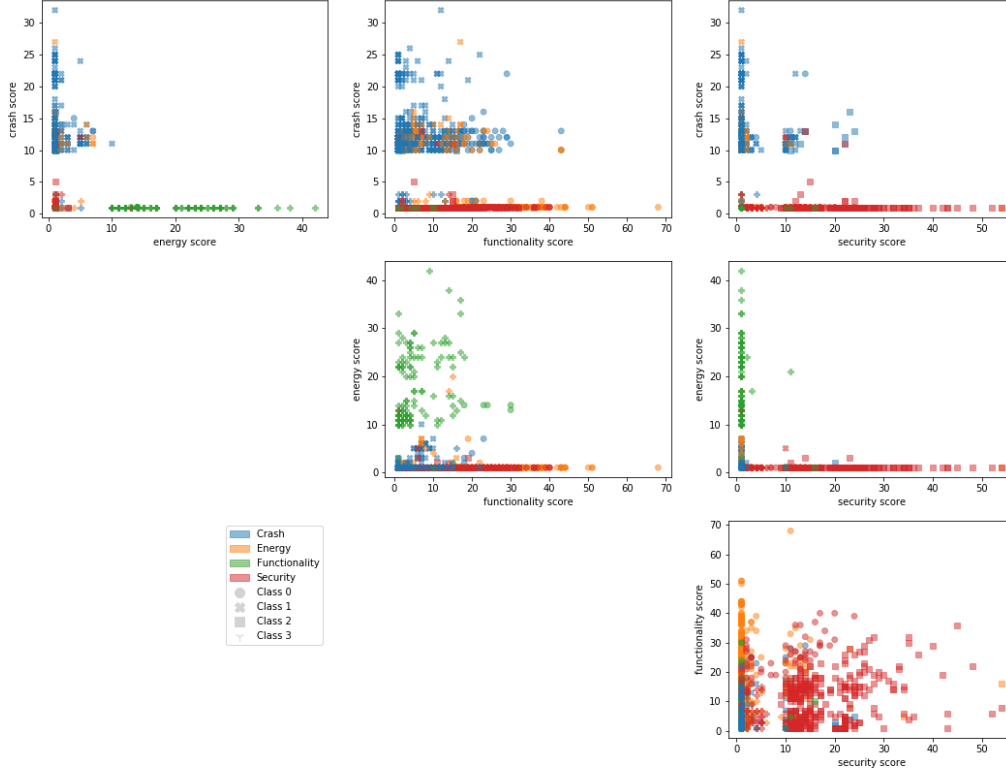 30
25
20
15
10
5
0
crash score
0 10 20 30 40
energy score
30
25
20
15
10
5
0
crash score
0 10 20 30 40 50 60 70
functionality score
30
25
20
15
10
5
0
crash score
0 10 20 30 40 50
security score
40
30
20
10
0
energy score
0 10 20 30 40 50 60 70
functionality score
40
30
20
10
0
energy score
0 10 20 30 40 50
security score
Crash
Energy
Functionality
Security
Class 0
Class 1
Class 2
Class 3
70
60
50
40
30
20
10
0
functionality score
0 10 20 30 40 50
security score